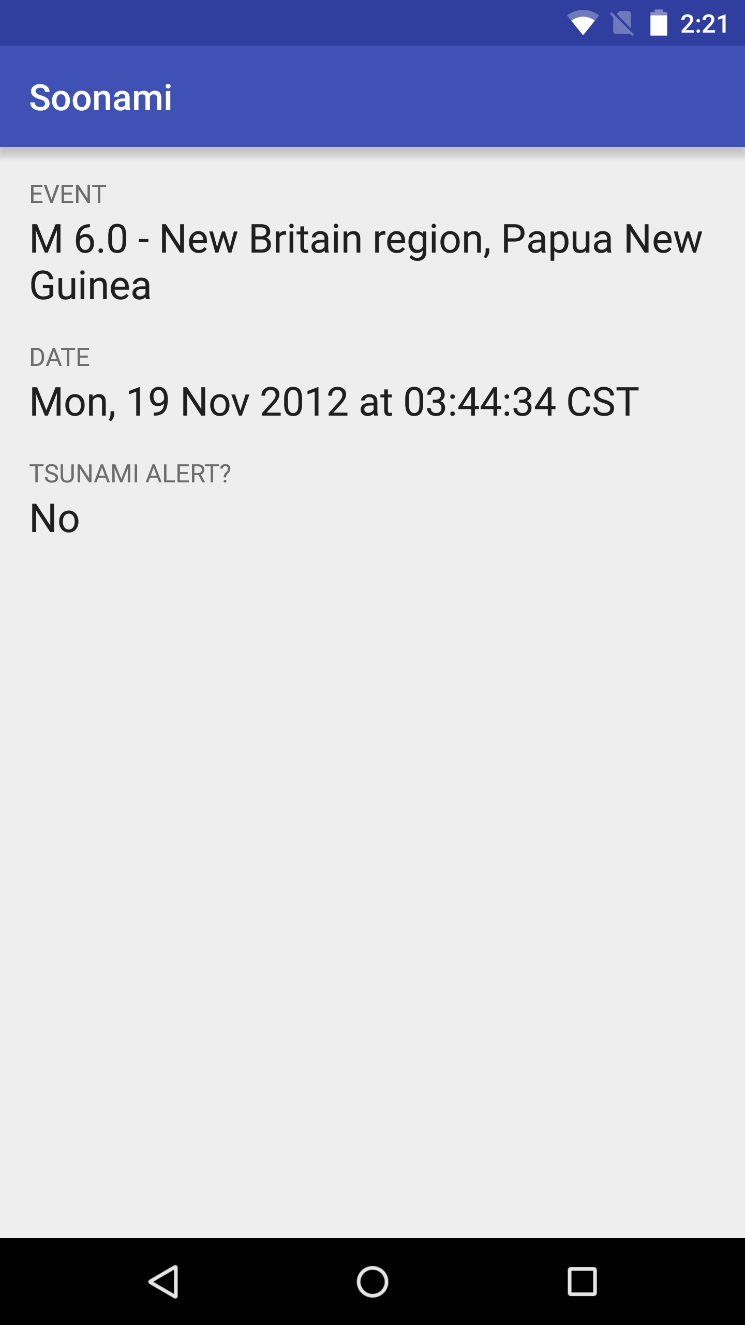 2:21
Soonami
EVENT
M 6.0 - New Britain region, Papua New
Guinea
DATE
Mon, 19 Nov 2012 at 03:44:34 CST
TSUNAMI ALERT?
No